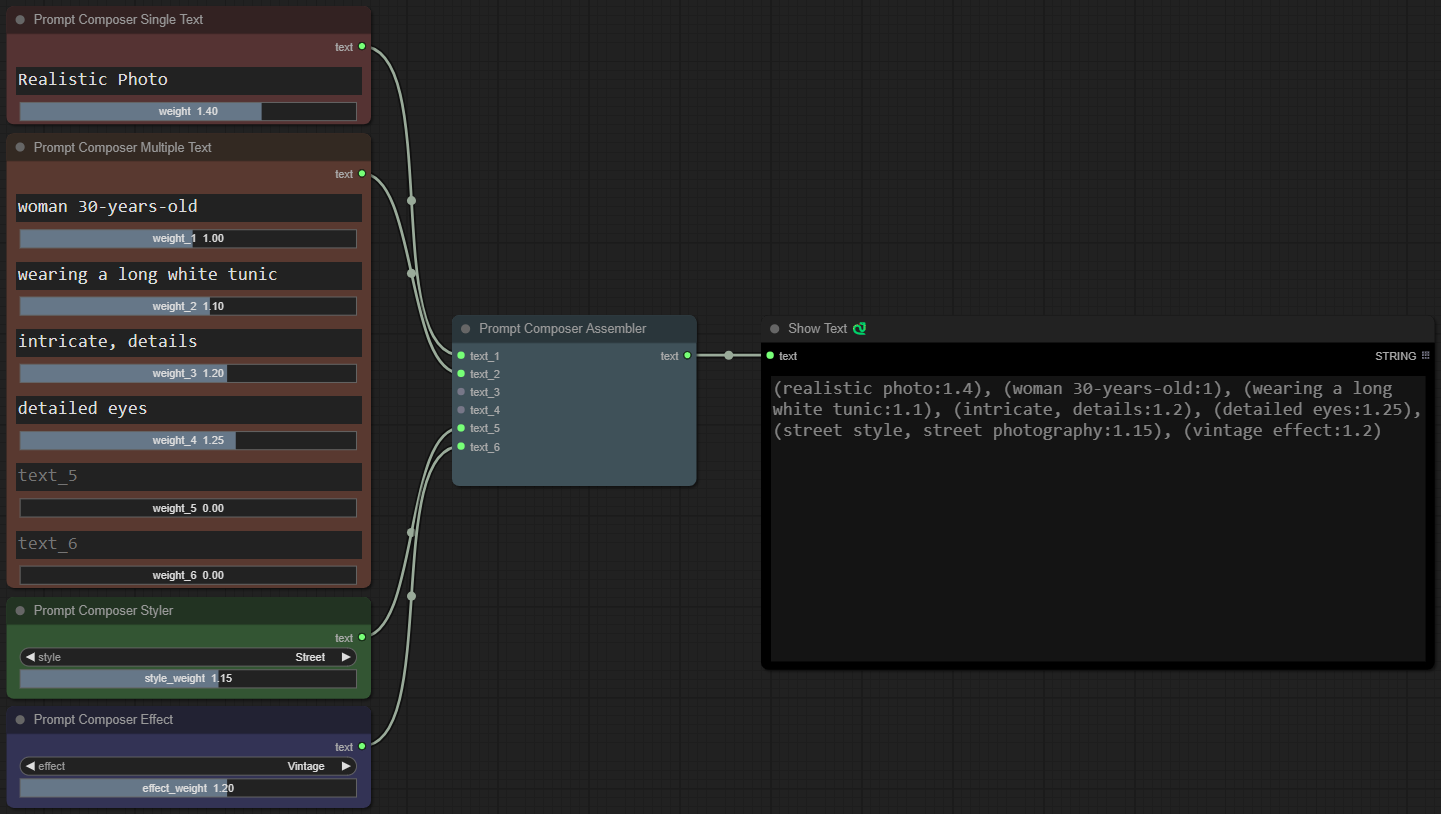 Prompt Composer Single Text
text
Realistic Photo
weight 1.40
Prompt Composer Multiple Text
text
woman 30-years-old
weight_1 1.00
wearing a long white tunic
weight_2 1.10
intricate, details
weight_3 1.20
detailed eyes
weight_4 1.25
text_5
weight_5 0.00
text_6
weight_6 0.00
Prompt Composer Styler
text
style Street
style_weight 1.15
Prompt Composer Effect
text
effect Vintage
effect_weight 1.20
Prompt Composer Assembler
text_1 text
text_2
text_3
text_4
text_5
text_6
Show Text
text STRING
(realistic photo:1.4), (woman 30-years-old:1), (wearing a long
white tunic:1.1), (intricate, details:1.2), (detailed eyes:1.25),
(street style, street photography:1.15), (vintage effect:1.2)